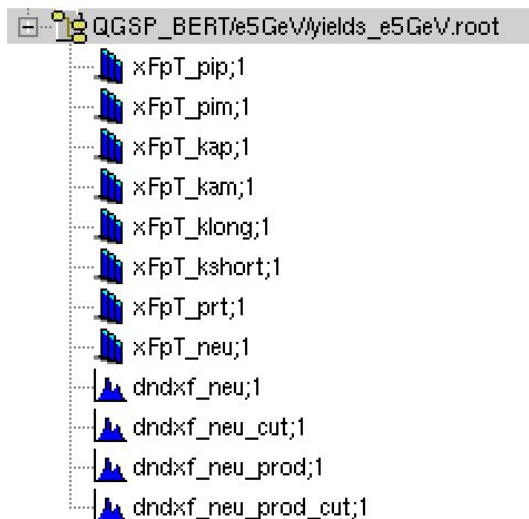 QGSP_BERT/e5GeV/yields_e5GeV.root
xFpT_pip;1
xFpT_pim;1
xFpT_kap;1
xFpT_kam;1
xFpT_klong;1
xFpT_kshort;1
xFpT_prt;1
xFpT_neu;1
dndxf_neu;1
dndxf_neu_cut;1
dndxf_neu_prod;1
dndxf_neu_prod_cut;1